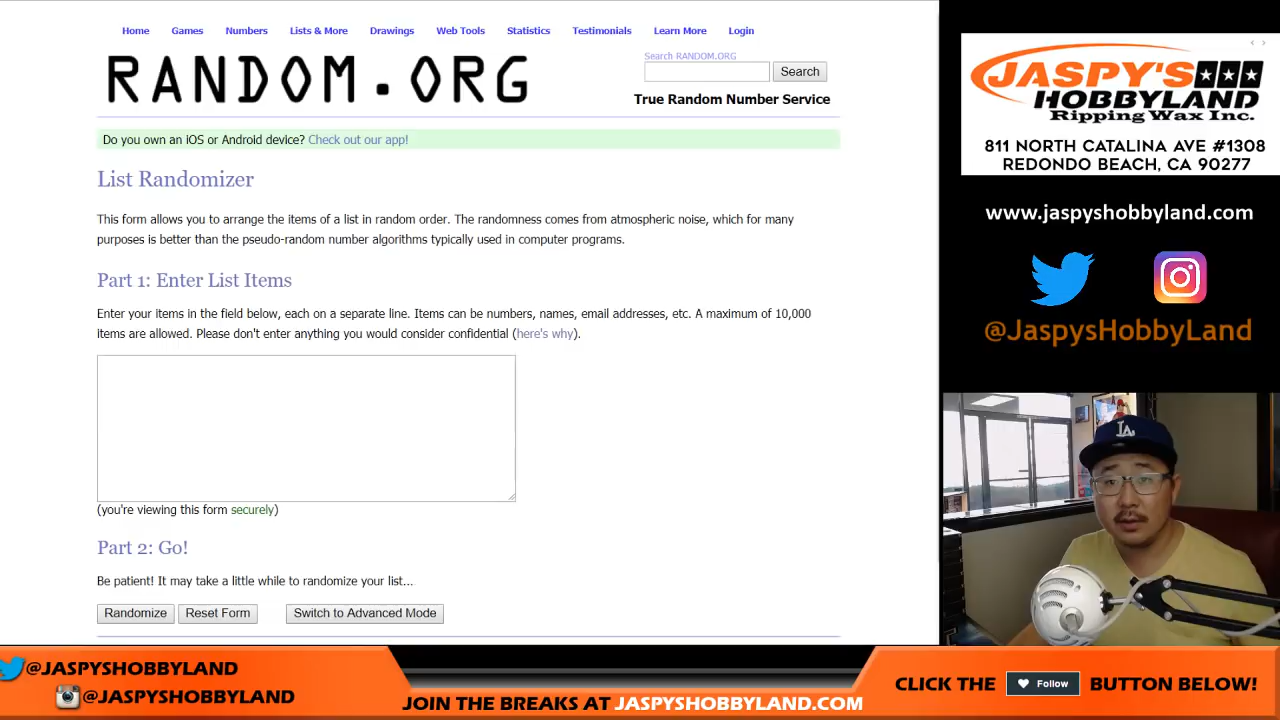 Home Games Numbers Lists & More Drawings Web Tools Statistics Testimonials Learn More Login
RANDOM.ORG
Search RANDOM.ORG
Search
True Random Number Service
Do you own an iOS or Android device? Check out our app!
List Randomizer
This form allows you to arrange the items of a list in random order. The randomness comes from atmospheric noise, which for many
purposes is better than the pseudo-random number algorithms typically used in computer programs.
Part 1: Enter List Items
Enter your items in the field below, each on a separate line. Items can be numbers, names, email addresses, etc. A maximum of 10,000
items are allowed. Please don't enter anything you would consider confidential (here's why).
(you're viewing this form securely)
Part 2: Go!
Be patient! It may take a little while to randomize your list...
Randomize Reset Form Switch to Advanced Mode
JASPY'S
HOBBYLAND
Ripping Wax Inc.
811 NORTH CATALINA AVE #1308
REDONDO BEACH, CA 90277
www.jaspyshobbyland.com
@JaspysHobbyLand
LA
@JASPYSHOBBYLAND
@JASPYSHOBBYLAND
JOIN THE BREAKS AT JASPYSHOBBYLAND.COM
CLICK THE Follow BUTTON BELOW!